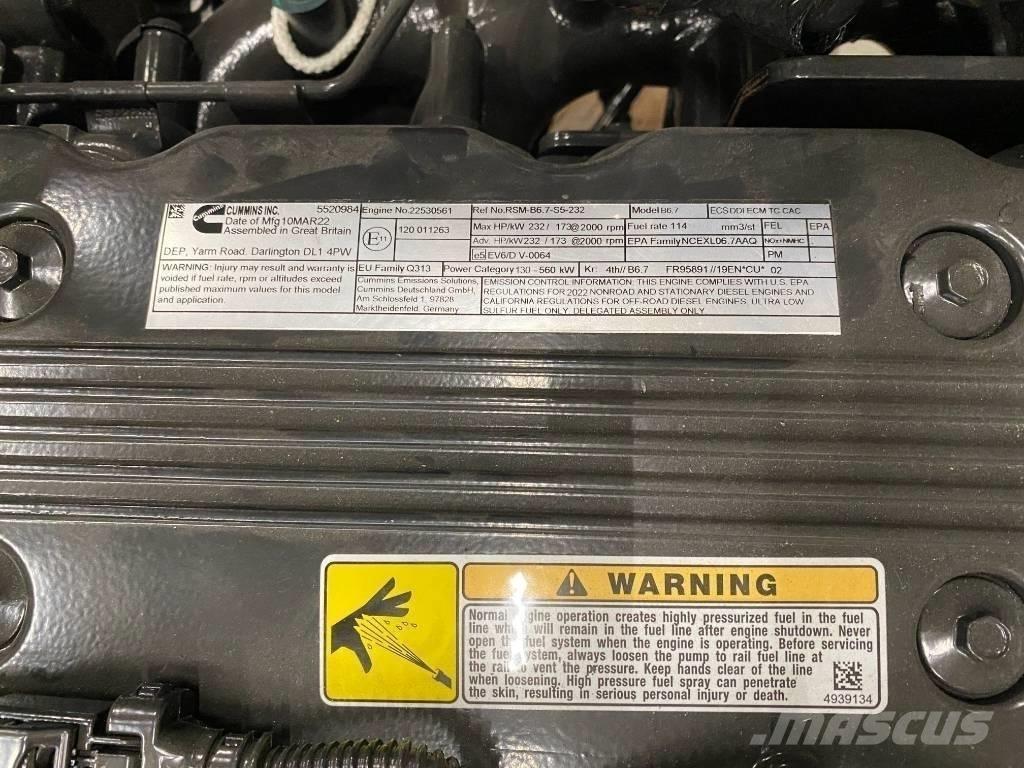 Cummins
CUMMINS INC. 5520984
Date of Mfg 10MAR22
Assembled in Great Britain
DEP, Yarm Road. Darlington DL1 4PW
WARNING: Injury may result and warranty is
voided if fuel rate, rpm or altitudes exceed
published maximum values for this model
and application.
Engine No.22530561
E11
120 011263
EU Family Q313
Cummins Emissions Solutions,
Cummins Deutschland GmbH,
Am Schlossfeld 1, 97828
Marktheidenfeld, Germany
Ref No.RSM-B6.7-S5-232
Max HP/kW 232/ 173@2000 rpm
Adv. HP/kW232 / 173 @2000 rpm
e5 EV6/D V-0064
Power Category 130 - 560 kW
Kr: 4th// B6.7
FR95891 //19EN*CU* 02
Model B6.7
ECS DDI ECM TC CAC
Fuel rate 114 mm3/st
EPA Family NCEXL06.7AAQ
FEL EPA
NOx+NMHC
PM
EMISSION CONTROL INFORMATION: THIS ENGINE COMPLIES WITH U.S. EPA
REGULATIONS FOR 2022 NONROAD AND STATIONARY DIESEL ENGINES AND
CALIFORNIA REGULATIONS FOR OFF-ROAD DIESEL ENGINES, ULTRA LOW
SULFUR FUEL ONLY. DELEGATED ASSEMBLY ONLY
WARNING
Normal engine operation creates highly pressurized fuel in the fuel
line which will remain in the fuel line after engine shutdown. Never
open the fuel system when the engine is operating. Before servicing
the fuel system, always loosen the pump to rail fuel line at
the rail to vent the pressure. Keep hands clear of the line
when loosening. High pressure fuel spray can penetrate
the skin, resulting in serious personal injury or death.
4939134
MASCUS